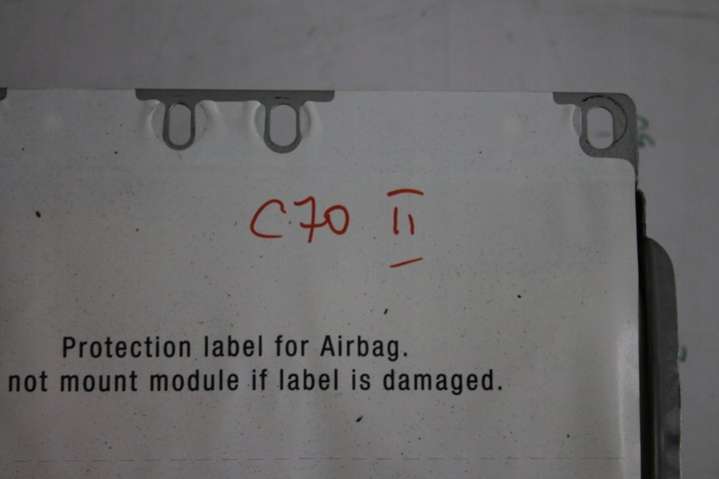 C70 II
Protection label for Airbag.
not mount module if label is damaged.